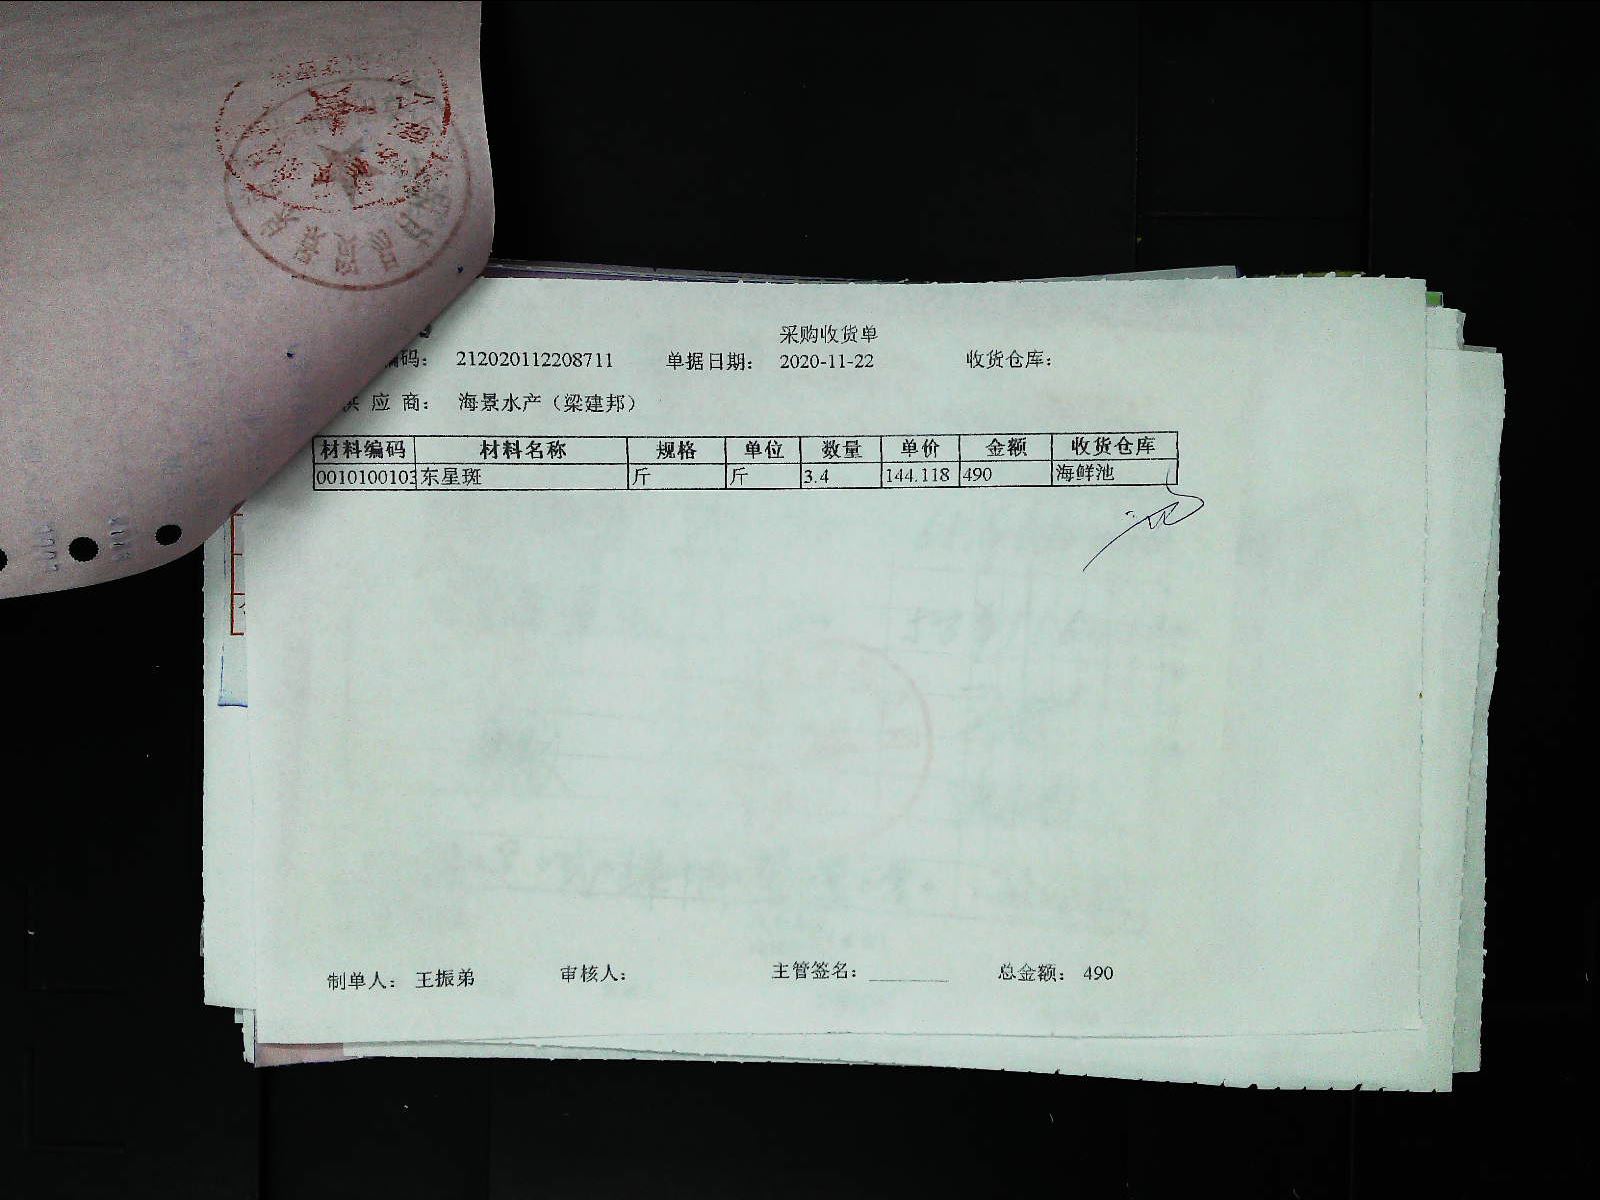 采购收货单
编码： 212020112208711 单据日期： 2020-11-22 收货仓库：
供 应 商： 海景水产（梁建邦）
材料编码 材料名称 规格 单位 数量 单价 金额 收货仓库
0010100103 东星斑 斤 斤 3.4 144.118 490 海鲜池
制单人： 王振弟 审核人： 主管签名： 总金额： 490